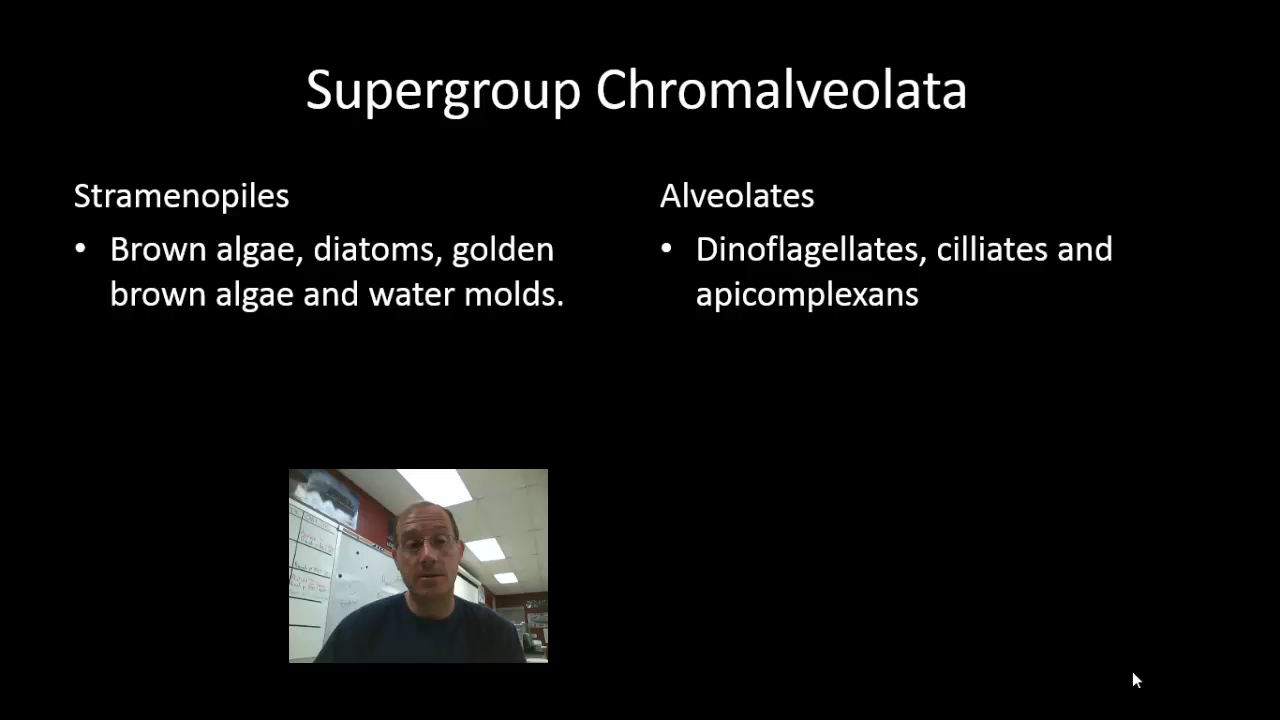 Supergroup Chromalveolata
Stramenopiles
• Brown algae, diatoms, golden
brown algae and water molds.
Alveolates
• Dinoflagellates, cilliates and
apicomplexans